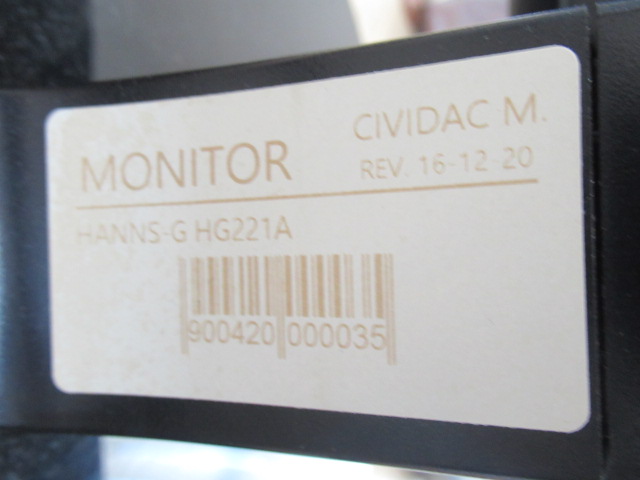 MONITOR
CIVIDAC M.
REV. 16-12 20
HANNS-G HG221A
900420 000035